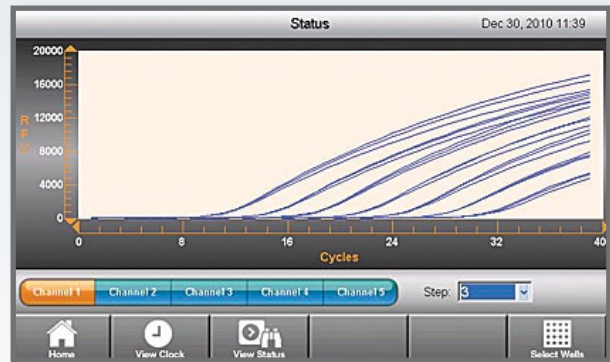 Status
Dec 30, 2010 11:39
20000
16000
12000
8000
4000
0
RFU
0 8 16 24 32 40
Cycles
Channel 1 Channel 2 Channel 3 Channel 4 Channel 5
Step: 3
Home View Clock View Status Select Wells